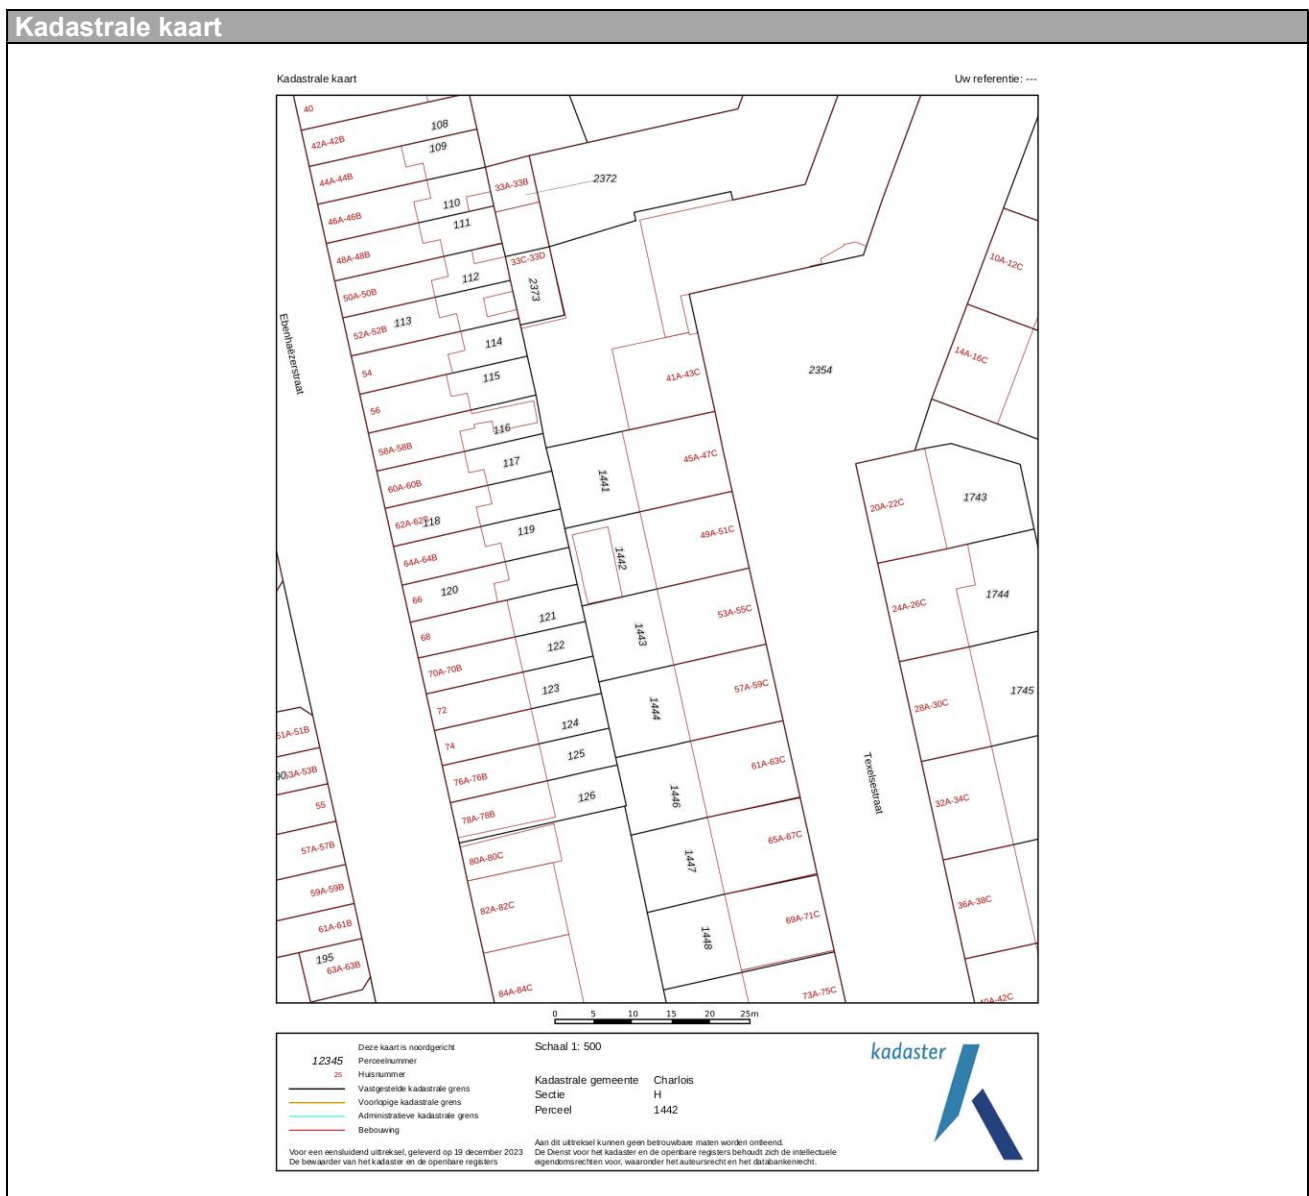 Kadastrale kaart
Kadastrale kaart
Uw referentie: ---
40
108
42A-42B
109
44A-44B
33A-33B
2372
110
46A-46B
111
48A-48B
33C-33D
10A-12C
112
50A-50B
2373
113
52A-52B
Ebenhaëzerstraat
114
14A-16C
54
115
41A-43C
2354
56
116
58A-58B
117
45A-47C
60A-60B
1441
20A-22C
1743
118
119
49A-51C
64A-64B
1442
66
120
24A-26C
1744
121
53A-55C
68
1443
122
70A-70B
123
57A-59C
1745
72
1444
28A-30C
124
51A-51B
74
125
61A-63C
53A-53B
76A-76B
126
1446
Texelsestraat
32A-34C
55
78A-78B
65A-67C
57A-57B
80A-80C
1447
59A-59B
82A-82C
36A-38C
61A-61B
69A-71C
1448
195
63A-63B
84A-84C
73A-75C
0 5 10 15 20 25m
Deze kaart is noordgericht
12345 Perceelnummer
25 Huisnummer
Vastgestelde kadastrale grens
Voorlopige kadastrale grens
Administratieve kadastrale grens
Bebouwing
Voor een eensluidend uittreksel, geleverd op 19 december 2023
De bewaarder van het kadaster en de openbare registers
Schaal 1: 500
Kadastrale gemeente Charlois
Sectie H
Perceel 1442
Aan dit uittreksel kunnen geen betrouwbare maten worden ontleend.
De Dienst voor het kadaster en de openbare registers behoudt zich de intellectuele
eigendomsrechten voor, waaronder het auteursrecht en het databankenrecht.
kadaster